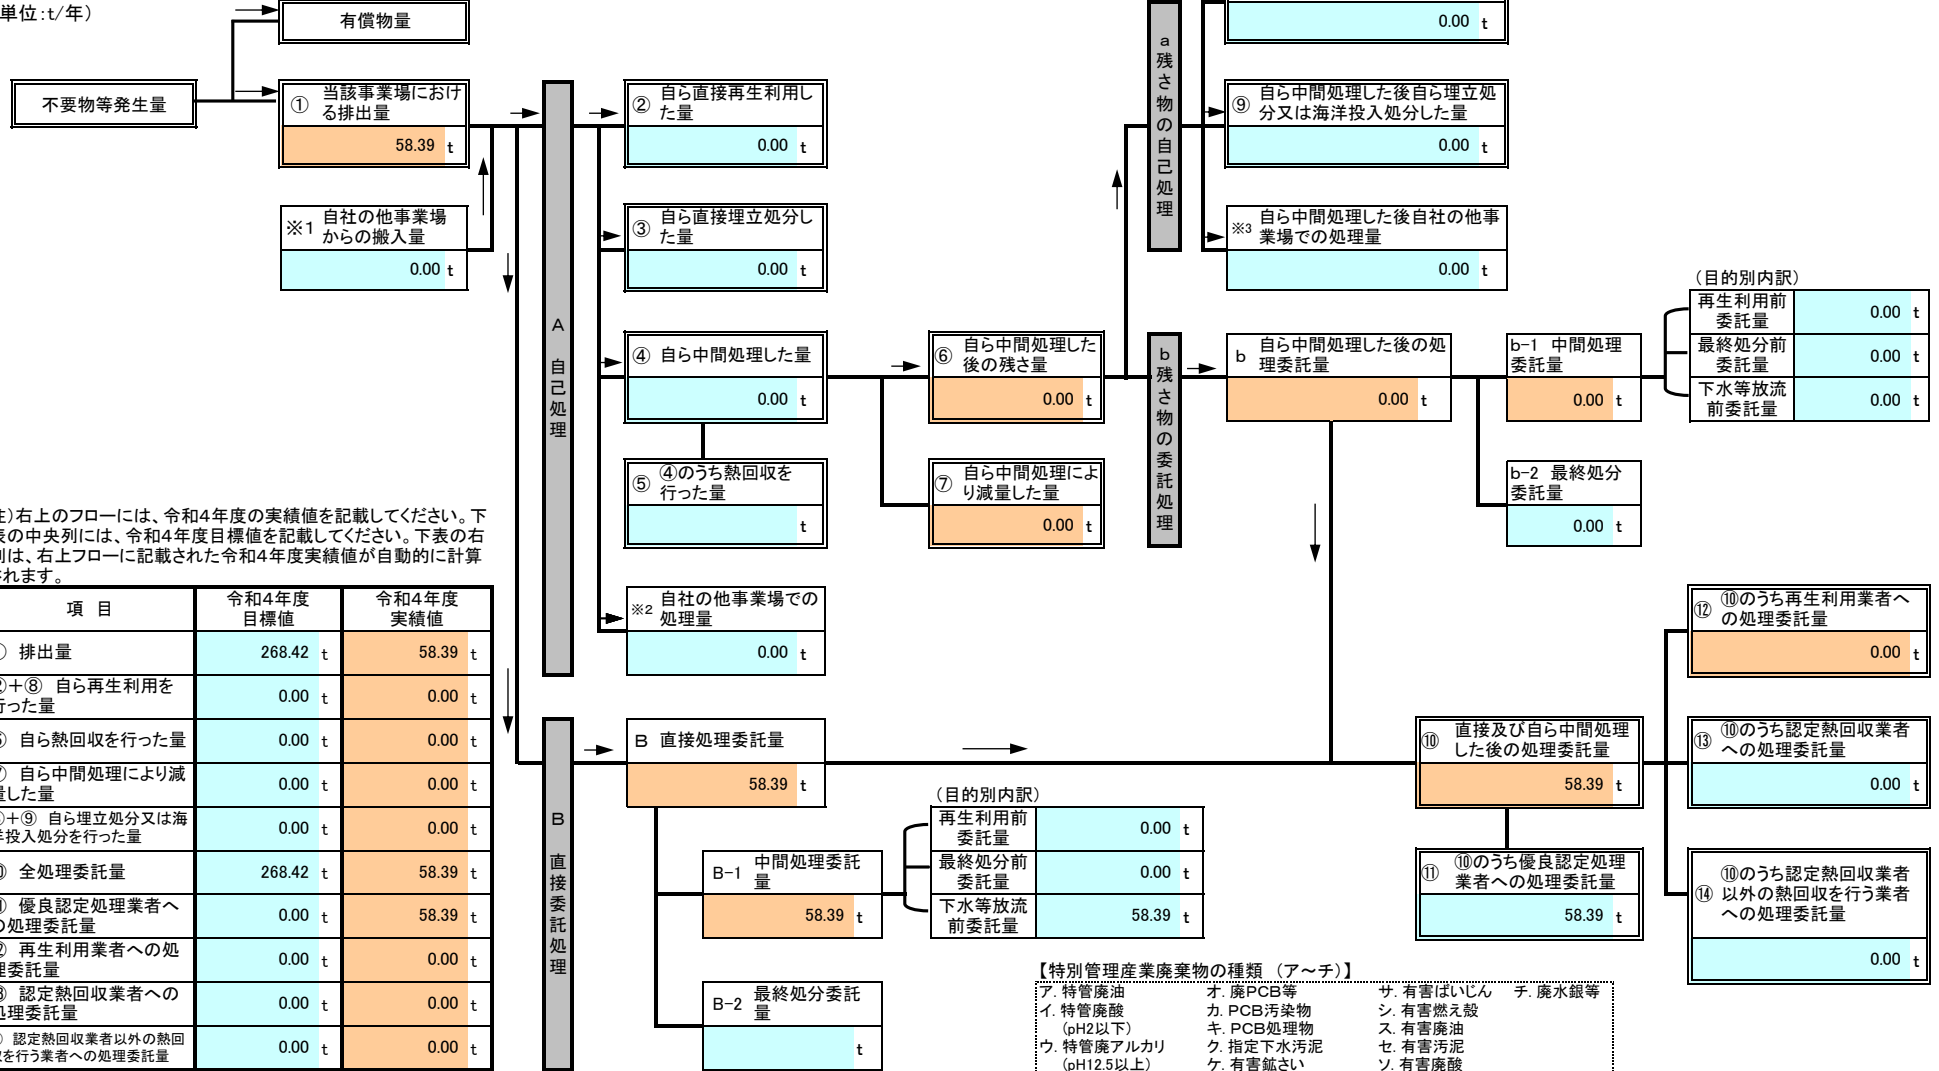 単位:t/年）
有償物量
不要物等発生量
① 当該事業場におけ
る排出量
58.39 t
※1 自社の他事業場
からの搬入量
0.00 t
A 自己処理
② 自ら直接再生利用し
た量
0.00 t
③ 自ら直接埋立処分し
た量
0.00 t
④ 自ら中間処理した量
0.00 t
⑤ ④のうち熱回収を
行った量
t
※2 自社の他事業場での
処理量
0.00 t
⑥ 自ら中間処理した
後の残さ量
0.00 t
⑦ 自ら中間処理によ
り減量した量
0.00 t
a残さ物の自己処理
0.00 t
⑨ 自ら中間処理した後自ら埋立処
分又は海洋投入処分した量
0.00 t
※3 自ら中間処理した後自社の他事
業場での処理量
0.00 t
b残さ物の委託処理
b 自ら中間処理した後の処
理委託量
0.00 t
b-1 中間処理
委託量
0.00 t
b-2 最終処分
委託量
0.00 t
（目的別内訳）
再生利用前
委託量
0.00 t
最終処分前
委託量
0.00 t
下水等放流
前委託量
0.00 t
注）右上のフローには、令和4年度の実績値を記載してください。下
表の中央列には、令和4年度目標値を記載してください。下表の右
列は、右上フローに記載された令和4年度実績値が自動的に計算
されます。
項 目 令和4年度 目標値 令和4年度 実績値
排出量 268.42 t 58.39 t
＋⑧ 自ら再生利用を
行った量 0.00 t 0.00 t
自ら熱回収を行った量 0.00 t 0.00 t
自ら中間処理により減
量した量 0.00 t 0.00 t
＋⑨ 自ら埋立処分又は海
洋投入処分を行った量 0.00 t 0.00 t
全処理委託量 268.42 t 58.39 t
優良認定処理業者へ
の処理委託量 0.00 t 58.39 t
再生利用業者への処
理委託量 0.00 t 0.00 t
認定熱回収業者への
処理委託量 0.00 t 0.00 t
認定熱回収業者以外の熱回
収を行う業者への処理委託量 0.00 t 0.00 t
B 直接委託処理
B 直接処理委託量
58.39 t
B-1 中間処理委託
量
58.39 t
B-2 最終処分委託
量
t
（目的別内訳）
再生利用前
委託量
0.00 t
最終処分前
委託量
0.00 t
下水等放流
前委託量
58.39 t
⑩ 直接及び自ら中間処理
した後の処理委託量
58.39 t
⑪ ⑩のうち優良認定処理
業者への処理委託量
58.39 t
⑫ ⑩のうち再生利用業者へ
の処理委託量
0.00 t
⑬ ⑩のうち認定熱回収業者
への処理委託量
0.00 t
⑭ ⑩のうち認定熱回収業者
以外の熱回収を行う業者
への処理委託量
0.00 t
【特別管理産業廃棄物の種類 （ア～チ）】
ア. 特管廃油 オ. 廃PCB等 サ. 有害ばいじん チ. 廃水銀等
イ. 特管廃酸 カ. PCB汚染物 シ. 有害燃え殻
（pH2以下） キ. PCB処理物 ス. 有害廃油
ウ. 特管廃アルカリ ク. 指定下水汚泥 セ. 有害汚泥
（pH12.5以上） ケ. 有害鉱さい ソ. 有害廃酸